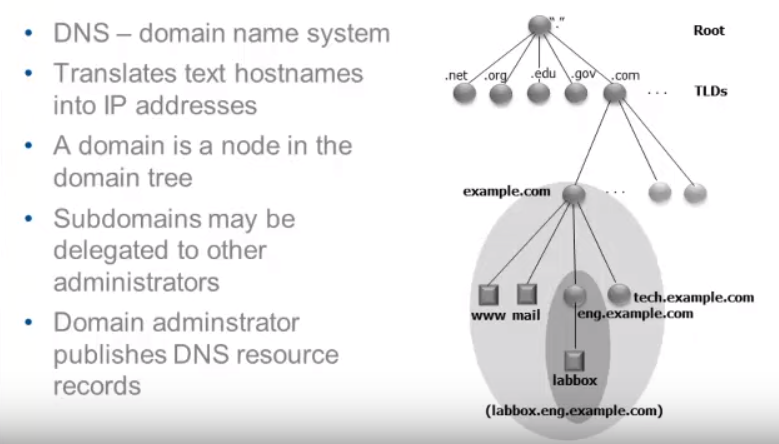 • DNS – domain name system
• Translates text hostnames
into IP addresses
• A domain is a node in the
domain tree
• Subdomains may be
delegated to other
administrators
• Domain adminstrator
publishes DNS resource
records
"."
Root
.net .org .edu .gov .com
. . . TLDs
example.com . . .
tech.example.com
www mail eng.example.com
labbox
(labbox.eng.example.com)